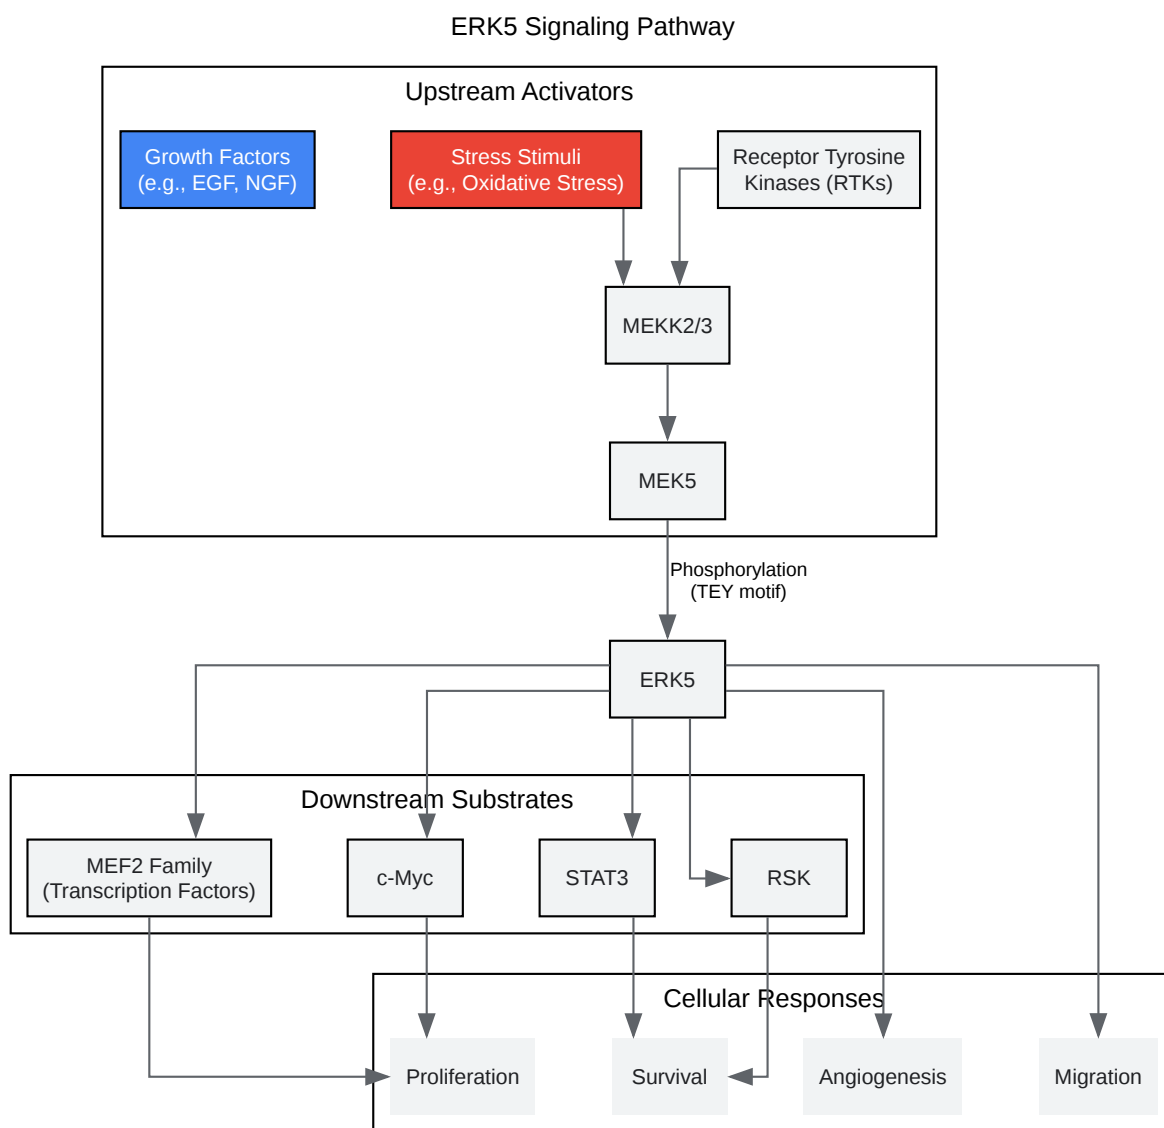 ERK5 Signaling Pathway
Upstream Activators
Growth Factors
(e.g., EGF, NGF)
Stress Stimuli
(e.g., Oxidative Stress)
Receptor Tyrosine
Kinases (RTKs)
MEKK2/3
MEK5
Phosphorylation
(TEY motif)
ERK5
Downstream Substrates
MEF2 Family
(Transcription Factors)
c-Myc
STAT3
RSK
Cellular Responses
Proliferation
Survival
Angiogenesis
Migration